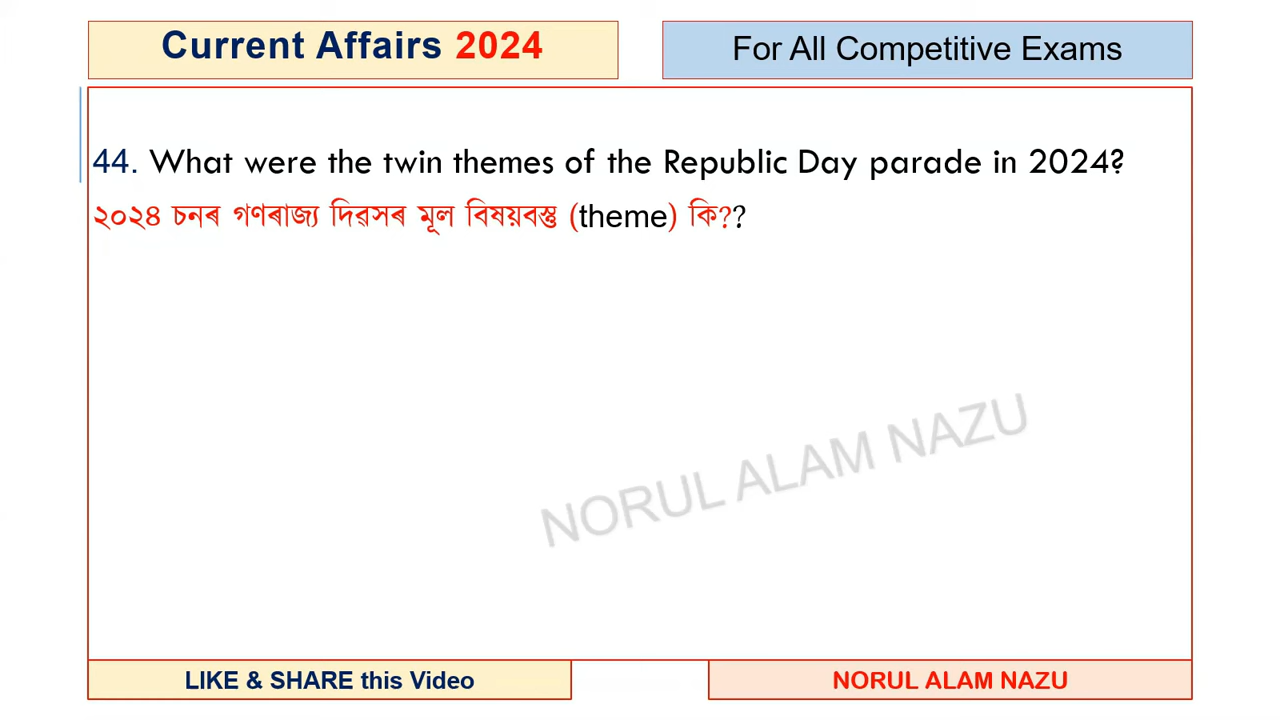 Current Affairs 2024
For All Competitive Exams
44. What were the twin themes of the Republic Day parade in 2024?
২০২৪ চনৰ গণৰাজ্য দিৱসৰ মূল বিষয়বস্তু (theme) কি??
NORUL ALAM NAZU
LIKE & SHARE this Video
NORUL ALAM NAZU